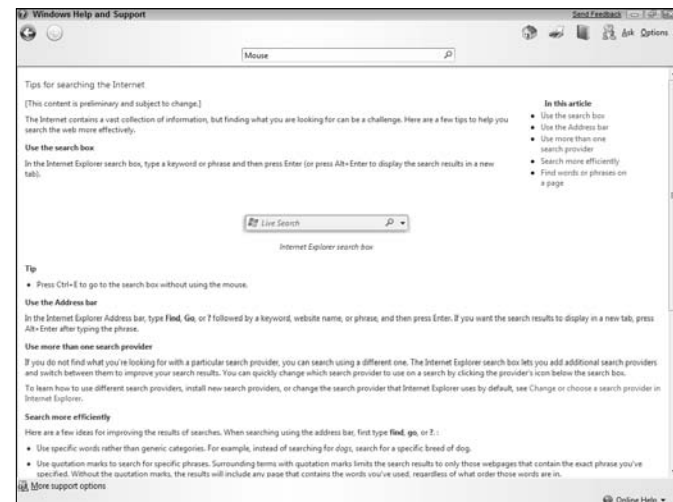 Windows Help and Support
Send Feedback
Ask Options
Mouse
Tips for searching the Internet
[This content is preliminary and subject to change.]
The Internet contains a vast collection of information, but finding what you are looking for can be a challenge. Here are a few tips to help you
search the web more effectively.
In this article
Use the search box
Use the Address bar
Use more than one
search provider
Search more efficiently
Find words or phrases on
a page
Use the search box
In the Internet Explorer search box, type a keyword or phrase and then press Enter (or press Alt+Enter to display the search results in a new
tab).
Live Search
Internet Explorer search box
Tip
• Press Ctrl+E to go to the search box without using the mouse.
Use the Address bar
In the Internet Explorer Address bar, type Find, Go, or ? followed by a keyword, website name, or phrase, and then press Enter. If you want the search results to display in a new tab, press
Alt+Enter after typing the phrase.
Use more than one search provider
If you do not find what you're looking for with a particular search provider, you can search using a different one. The Internet Explorer search box lets you add additional search providers
and switch between them to improve your search results. You can quickly change which search provider to use on a search by clicking the provider's icon below the search box.
To learn how to use different search providers, install new search providers, or change the search provider that Internet Explorer uses by default, see Change or choose a search provider in
Internet Explorer.
Search more efficiently
Here are a few ideas for improving the results of searches. When searching using the address bar, first type find, go, or ?. :
• Use specific words rather than generic categories. For example, instead of searching for dogs, search for a specific breed of dog.
• Use quotation marks to search for specific phrases. Surrounding terms with quotation marks limits the search results to only those webpages that contain the exact phrase you've
specified. Without the quotation marks, the results will include any page that contains the words you've used, regardless of what order those words are in.
More support options
Online Help